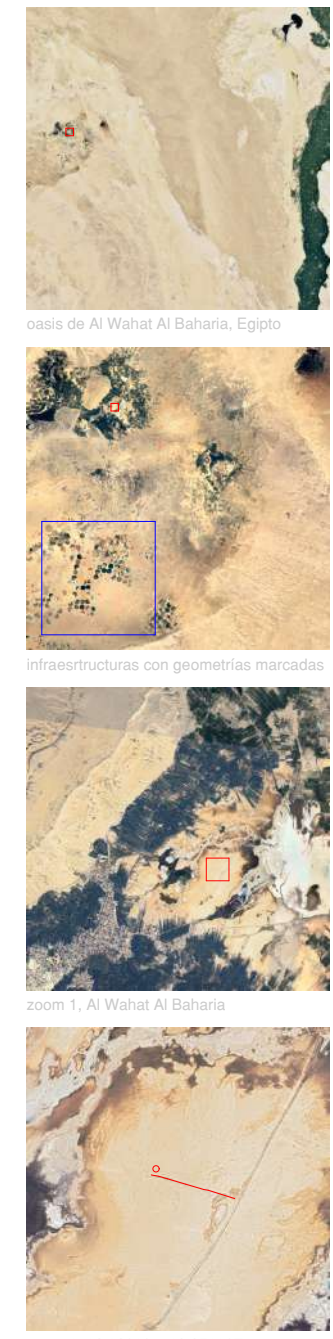 oasis de Al Wahat Al Baharia, Egipto
infraesrtructuras con geometrías marcadas
zoom 1, Al Wahat Al Baharia